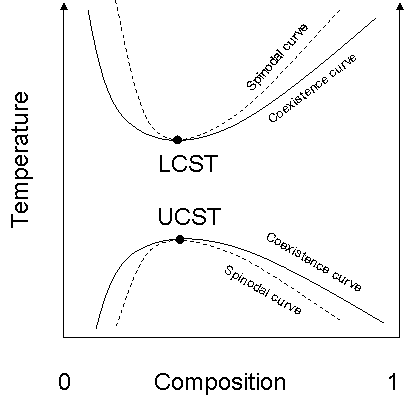 Spinodal curve
Coexistence curve
LCST
Temperature
UCST
Coexistence curve
Spinodal curve
0 Composition 1